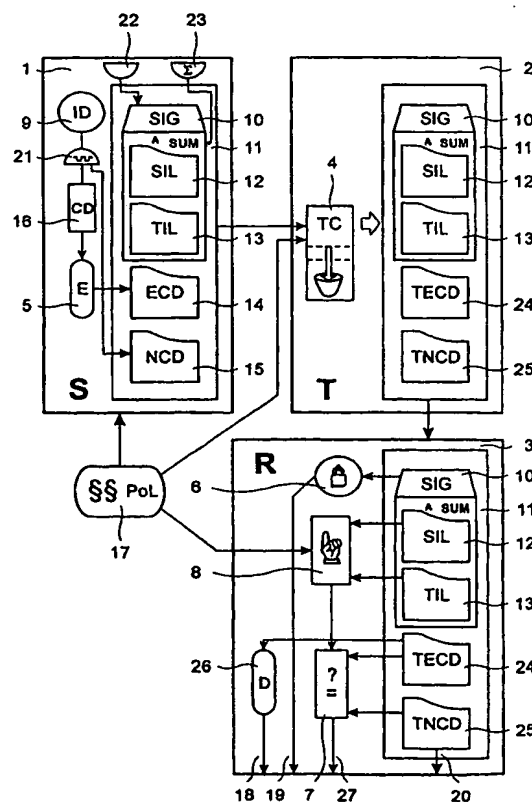 22
23
1
2
ID
Σ
9
SIG
10
A SUM
11
21
SIL
12
CD
16
TIL
13
E
5
ECD
14
NCD
15
S
4
TC
SIG
10
A SUM
11
SIL
12
TIL
13
TECD
24
TNCD
25
T
§§ PoL
17
R
3
6
SIG
10
A SUM
11
8
SIL
12
TIL
13
26
D
?
=
TECD
24
TNCD
25
18
19
7
27
20